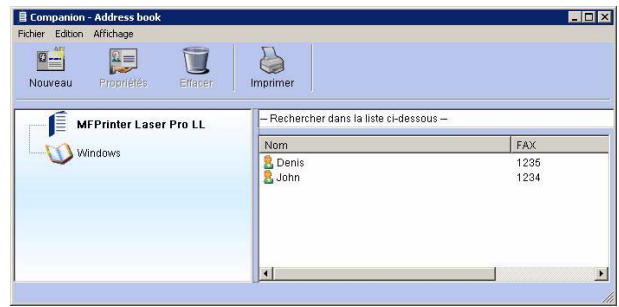 Companion - Address book
Fichier Edition Affichage
Nouveau Propriétés Effacer Imprimer
MFPrinter Laser Pro LL
Windows
-- Rechercher dans la liste ci-dessous --
Nom FAX
Denis 1235
John 1234